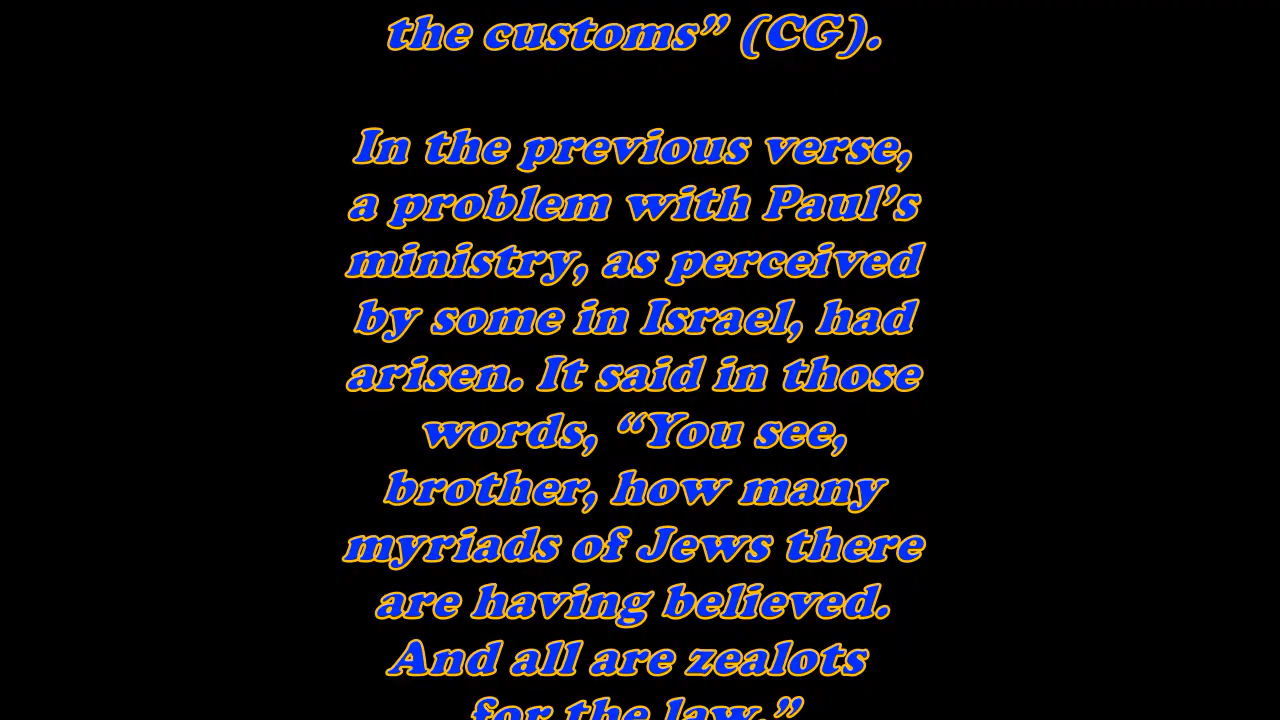 the customs” (CG).
In the previous verse,
a problem with Paul’s
ministry, as perceived
by some in Israel, had
arisen. It said in those
words, “You see,
brother, how many
myriads of Jews there
are having believed.
And all are zealots
for the law.”